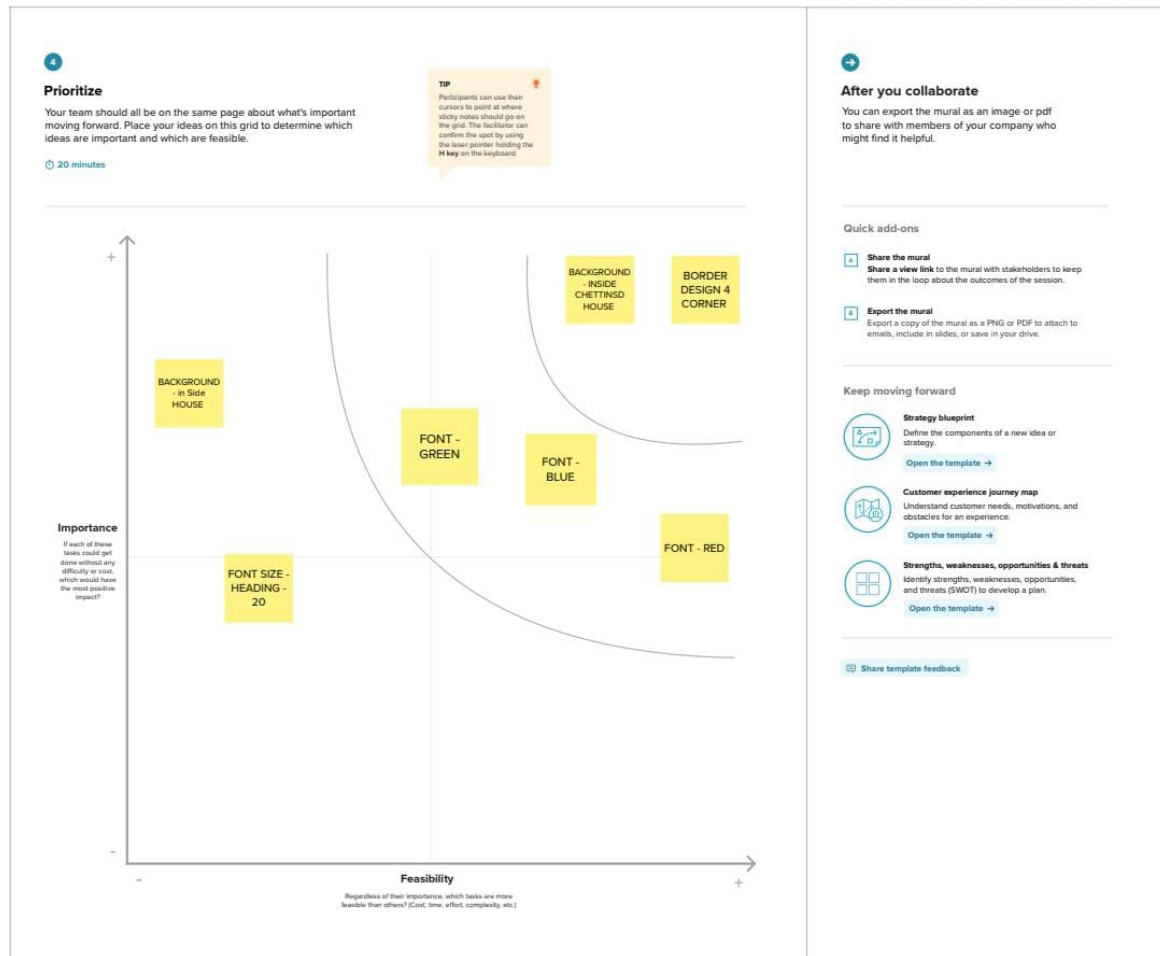 4
Prioritize
Your team should all be on the same page about what's important
moving forward. Place your ideas on this grid to determine which
ideas are important and which are feasible.
20 minutes
TIP
Participants can use their
cursors to point at where
sticky notes should go on
the grid. The facilitator can
confirm the spot by using
the laser pointer holding the
H key on the keyboard.
+
BACKGROUND
- INSIDE
CHETTINSD
HOUSE
BORDER
DESIGN 4
CORNER
BACKGROUND
- in Side
HOUSE
FONT -
GREEN
FONT -
BLUE
FONT - RED
FONT SIZE -
HEADING -
20
Importance
If each of these
tasks could get
done without any
difficulty or cost,
which would have
the most positive
impact?
-
-
Feasibility
+
Regardless of their importance, which tasks are more
feasible than others? (Cost, time, effort, complexity, etc.)
After you collaborate
You can export the mural as an image or pdf
to share with members of your company who
might find it helpful.
Quick add-ons
A
Share the mural
Share a view link to the mural with stakeholders to keep
them in the loop about the outcomes of the session.
B
Export the mural
Export a copy of the mural as a PNG or PDF to attach to
emails, include in slides, or save in your drive.
Keep moving forward
Strategy blueprint
Define the components of a new idea or
strategy.
Open the template →
Customer experience journey map
Understand customer needs, motivations, and
obstacles for an experience.
Open the template →
Strengths, weaknesses, opportunities & threats
Identify strengths, weaknesses, opportunities,
and threats (SWOT) to develop a plan.
Open the template →
Share template feedback